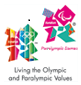 Paralympic Games
Living the Olympic
and Paralympic Values